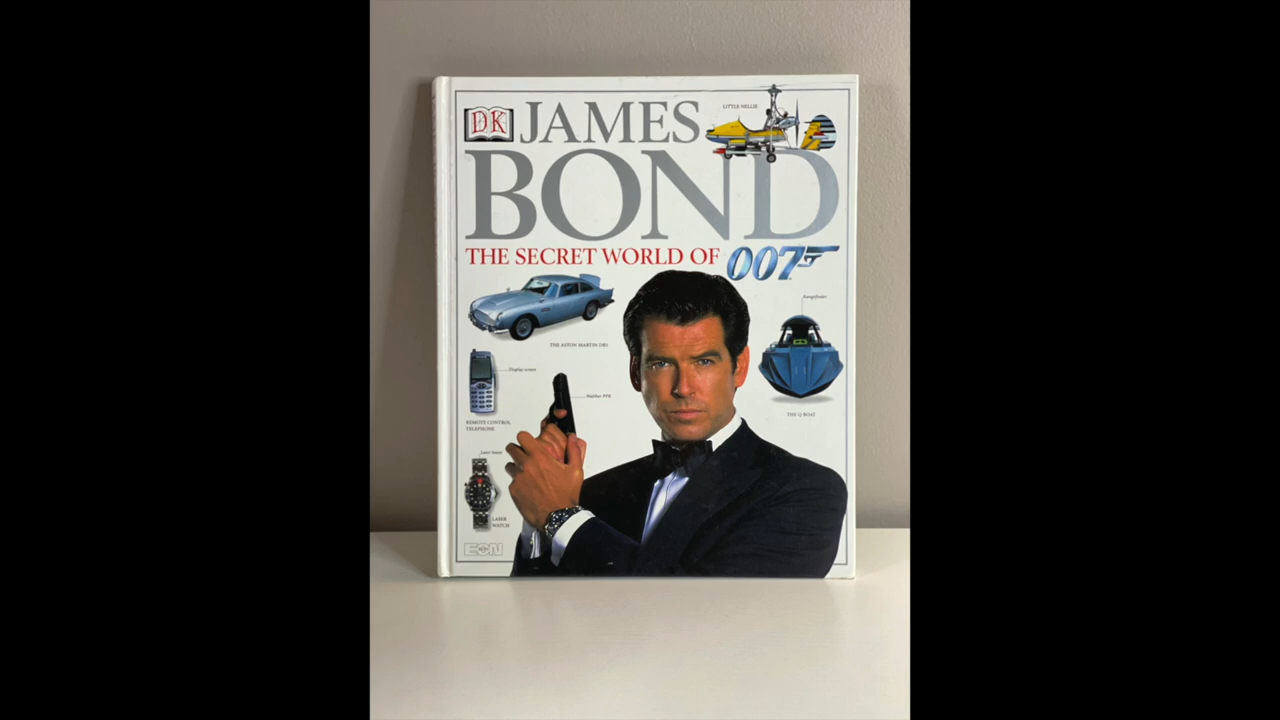 DK
JAMES
LITTLE NELLIE
BOND
THE SECRET WORLD OF 007
Rangefinder
THE ASTON MARTIN DB5
Display screen
Walther PPK
THE Q BOAT
REMOTE CONTROL
TELEPHONE
Laser beam
LASER
WATCH
EON